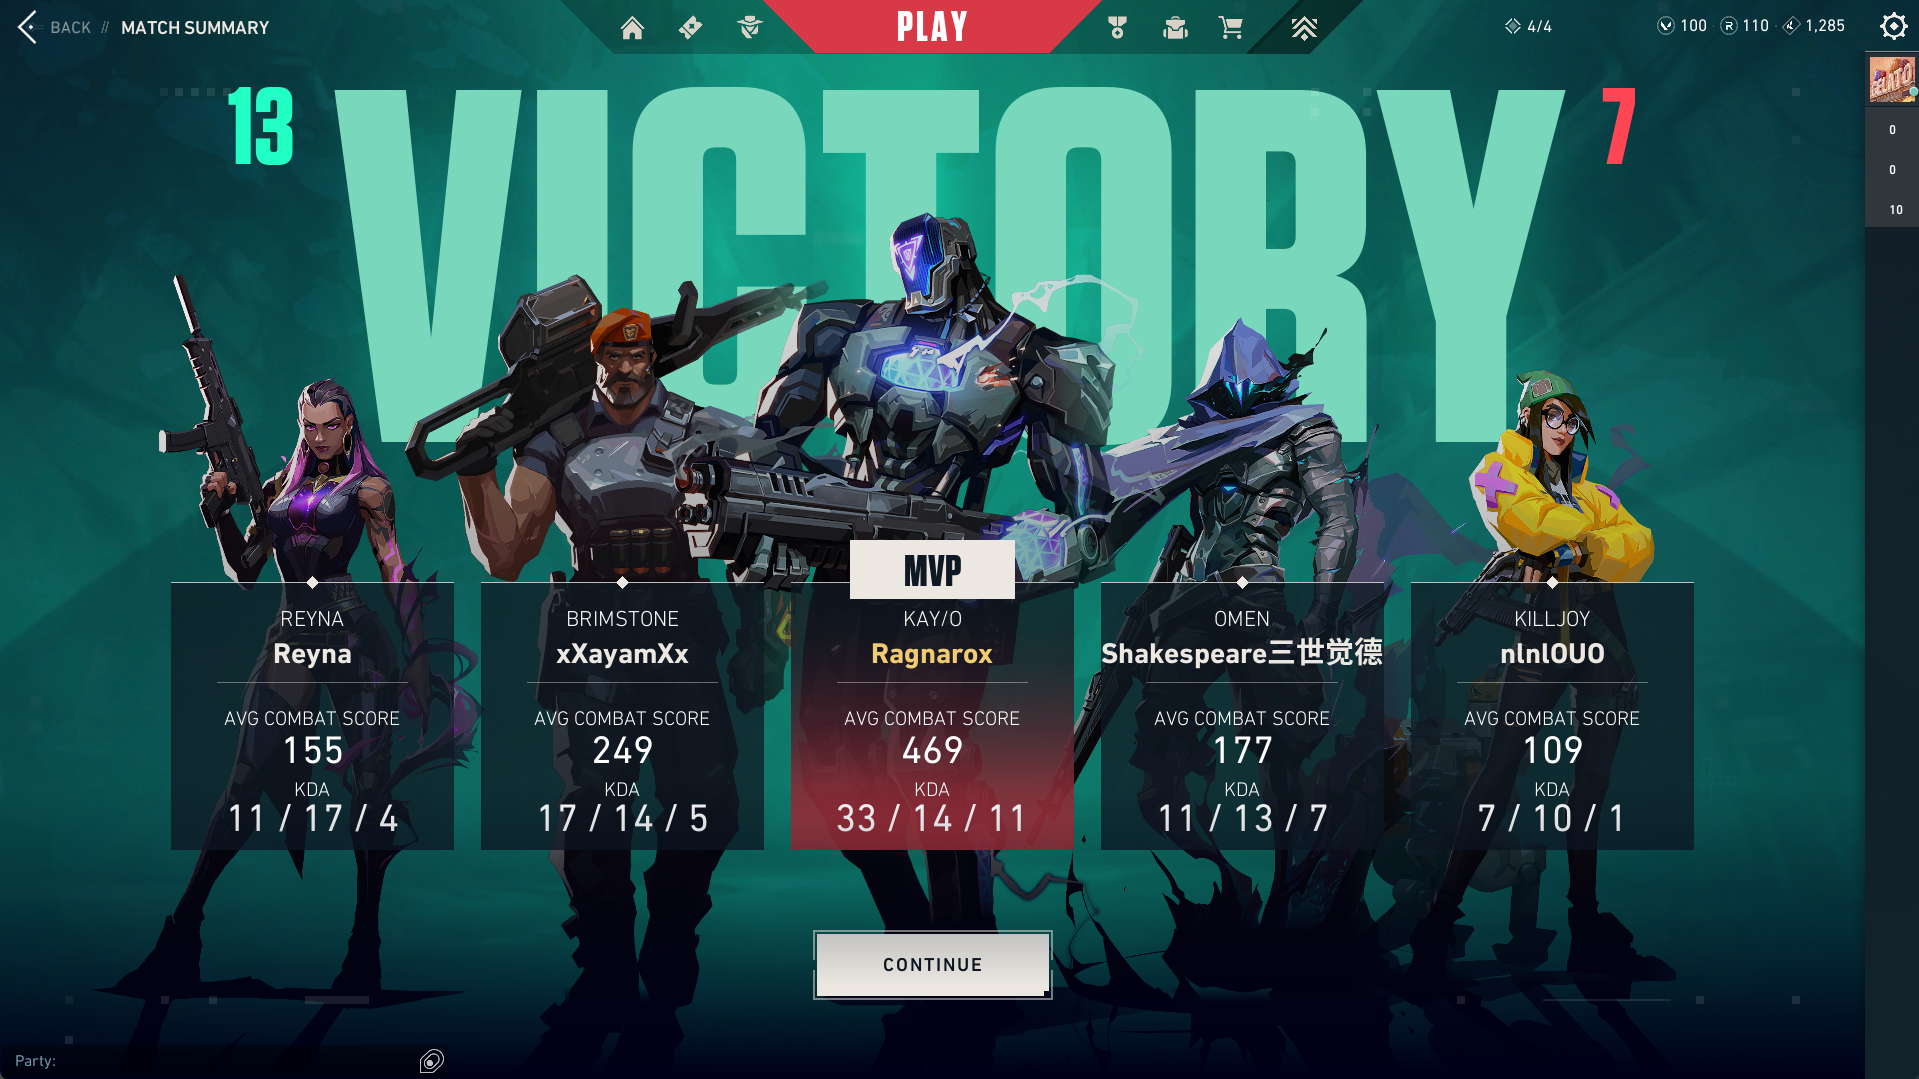 BACK // MATCH SUMMARY
PLAY
4/4
100
110
1,285
GELATO
0
0
10
13
VICTORY
7
REYNA
Reyna
AVG COMBAT SCORE
155
KDA
11 / 17 / 4
BRIMSTONE
xXayamXx
AVG COMBAT SCORE
249
KDA
17 / 14 / 5
MVP
KAY/O
Ragnarox
AVG COMBAT SCORE
469
KDA
33 / 14 / 11
OMEN
Shakespeare三世觉德
AVG COMBAT SCORE
177
KDA
11 / 13 / 7
KILLJOY
nlnlOUO
AVG COMBAT SCORE
109
KDA
7 / 10 / 1
CONTINUE
Party: